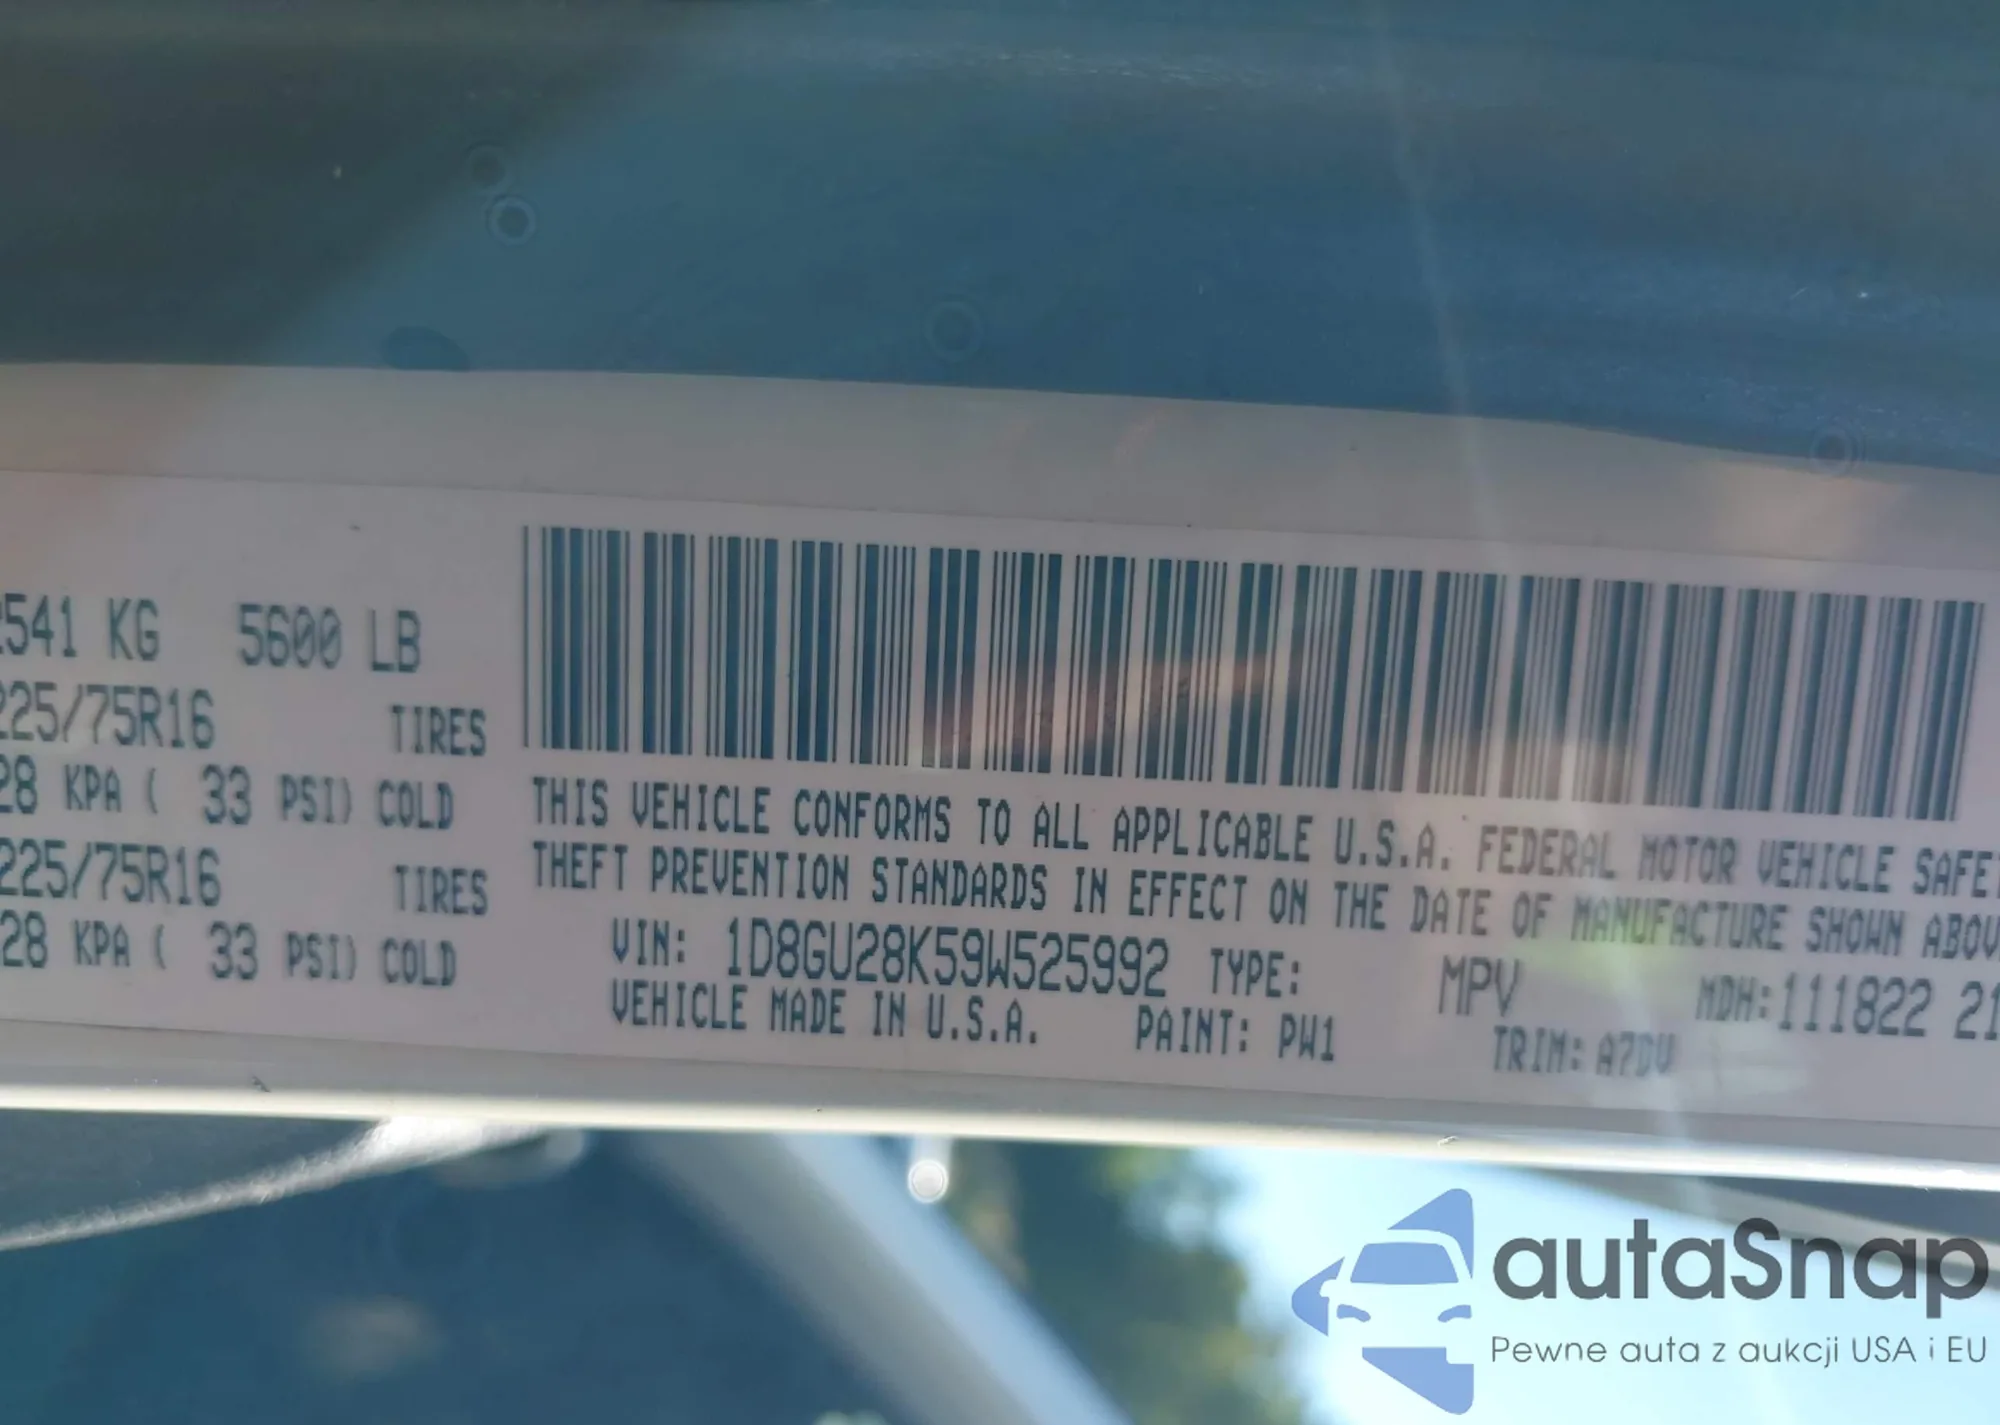 2541 KG 5600 LB
225/75R16 TIRES
28 KPA ( 33 PSI) COLD
225/75R16 TIRES
28 KPA ( 33 PSI) COLD
THIS VEHICLE CONFORMS TO ALL APPLICABLE U.S.A. FEDERAL MOTOR VEHICLE SAFET
THEFT PREVENTION STANDARDS IN EFFECT ON THE DATE OF MANUFACTURE SHOWN ABOV
VIN: 1D8GU28K59W525992 TYPE: MPV MDH:111822 21
VEHICLE MADE IN U.S.A. PAINT: PW1 TRIM: A7DV
autaSnap
Pewne auta z aukcji USA i EU